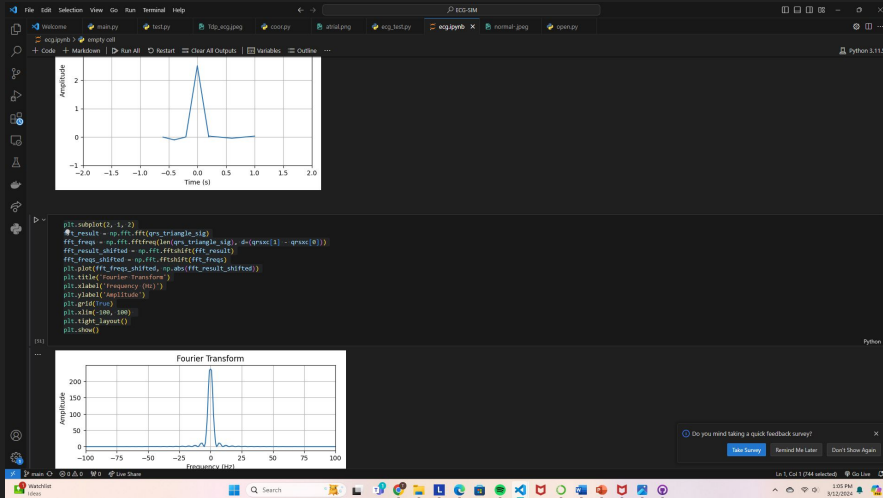 File Edit Selection View Go Run Terminal Help
ECG-SIM
Welcome main.py test.py Tdp_ecg.jpeg coor.py atrial.png ecg_test.py ecg.ipynb normal-.jpeg open.py
ecg.ipynb > empty cell
+ Code + Markdown Run All Restart Clear All Outputs Variables Outline ...
Python 3.11.5
Amplitude
2
1
0
−1
−2.0 −1.5 −1.0 −0.5 0.0 0.5 1.0 1.5 2.0
Time (s)
plt.subplot(2, 1, 2)
fft_result = np.fft.fft(qrs_triangle_sig)
fft_freqs = np.fft.fftfreq(len(qrs_triangle_sig), d=(qrsxc[1] - qrsxc[0]))
fft_result_shifted = np.fft.fftshift(fft_result)
fft_freqs_shifted = np.fft.fftshift(fft_freqs)
plt.plot(fft_freqs_shifted, np.abs(fft_result_shifted))
plt.title('Fourier Transform')
plt.xlabel('Frequency (Hz)')
plt.ylabel('Amplitude')
plt.grid(True)
plt.xlim(-100, 100)
plt.tight_layout()
plt.show()
Python
...
Fourier Transform
Amplitude
200
150
100
50
0
−100 −75 −50 −25 0 25 50 75 100
Frequency (Hz)
Do you mind taking a quick feedback survey?
Take Survey Remind Me Later Don't Show Again
main 0 0 0 Live Share
Ln 1, Col 1 (744 selected) Go Live
Watchlist
Ideas
Search
1:05 PM
3/12/2024